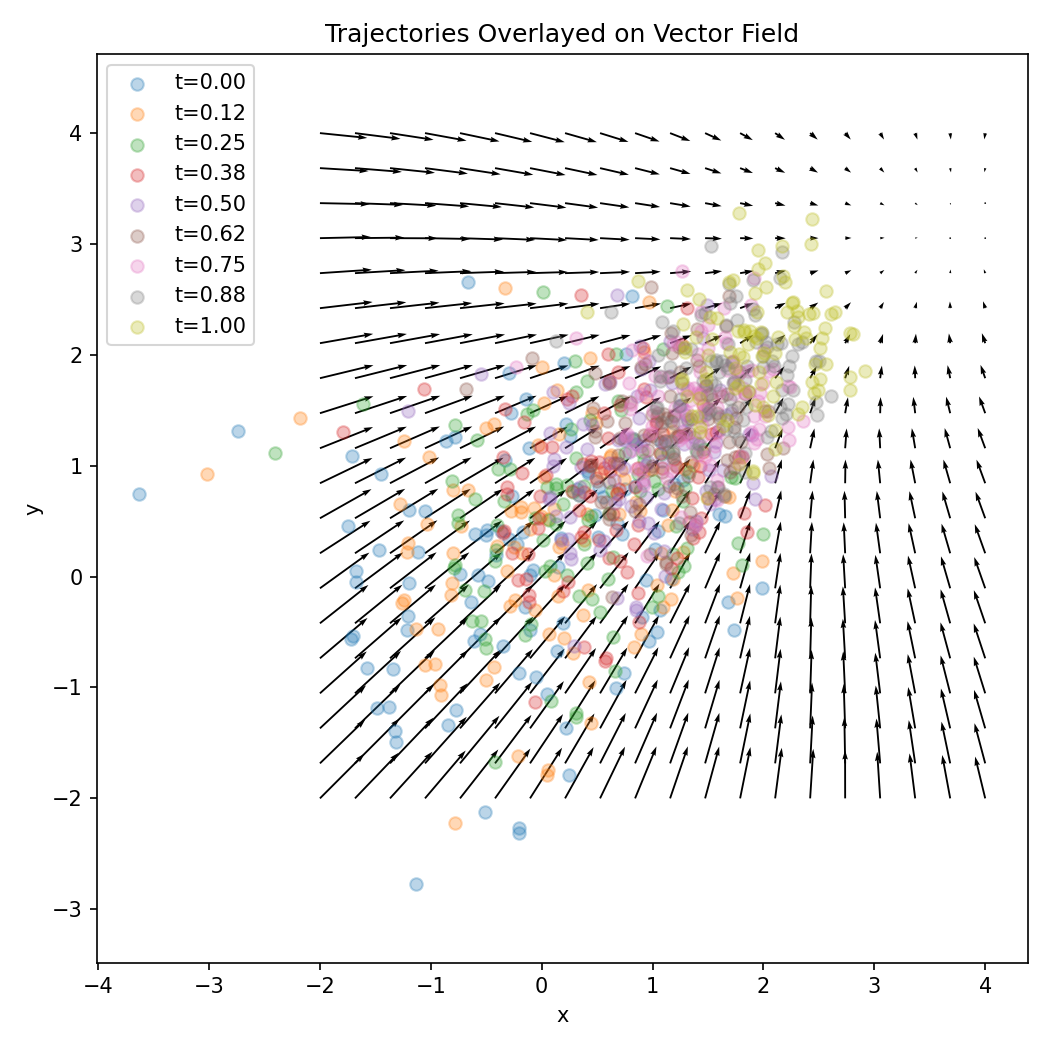 Trajectories Overlayed on Vector Field
t=0.00
t=0.12
t=0.25
t=0.38
t=0.50
t=0.62
t=0.75
t=0.88
t=1.00
4
3
2
1
0
−1
−2
−3
y
−4 −3 −2 −1 0 1 2 3 4
x